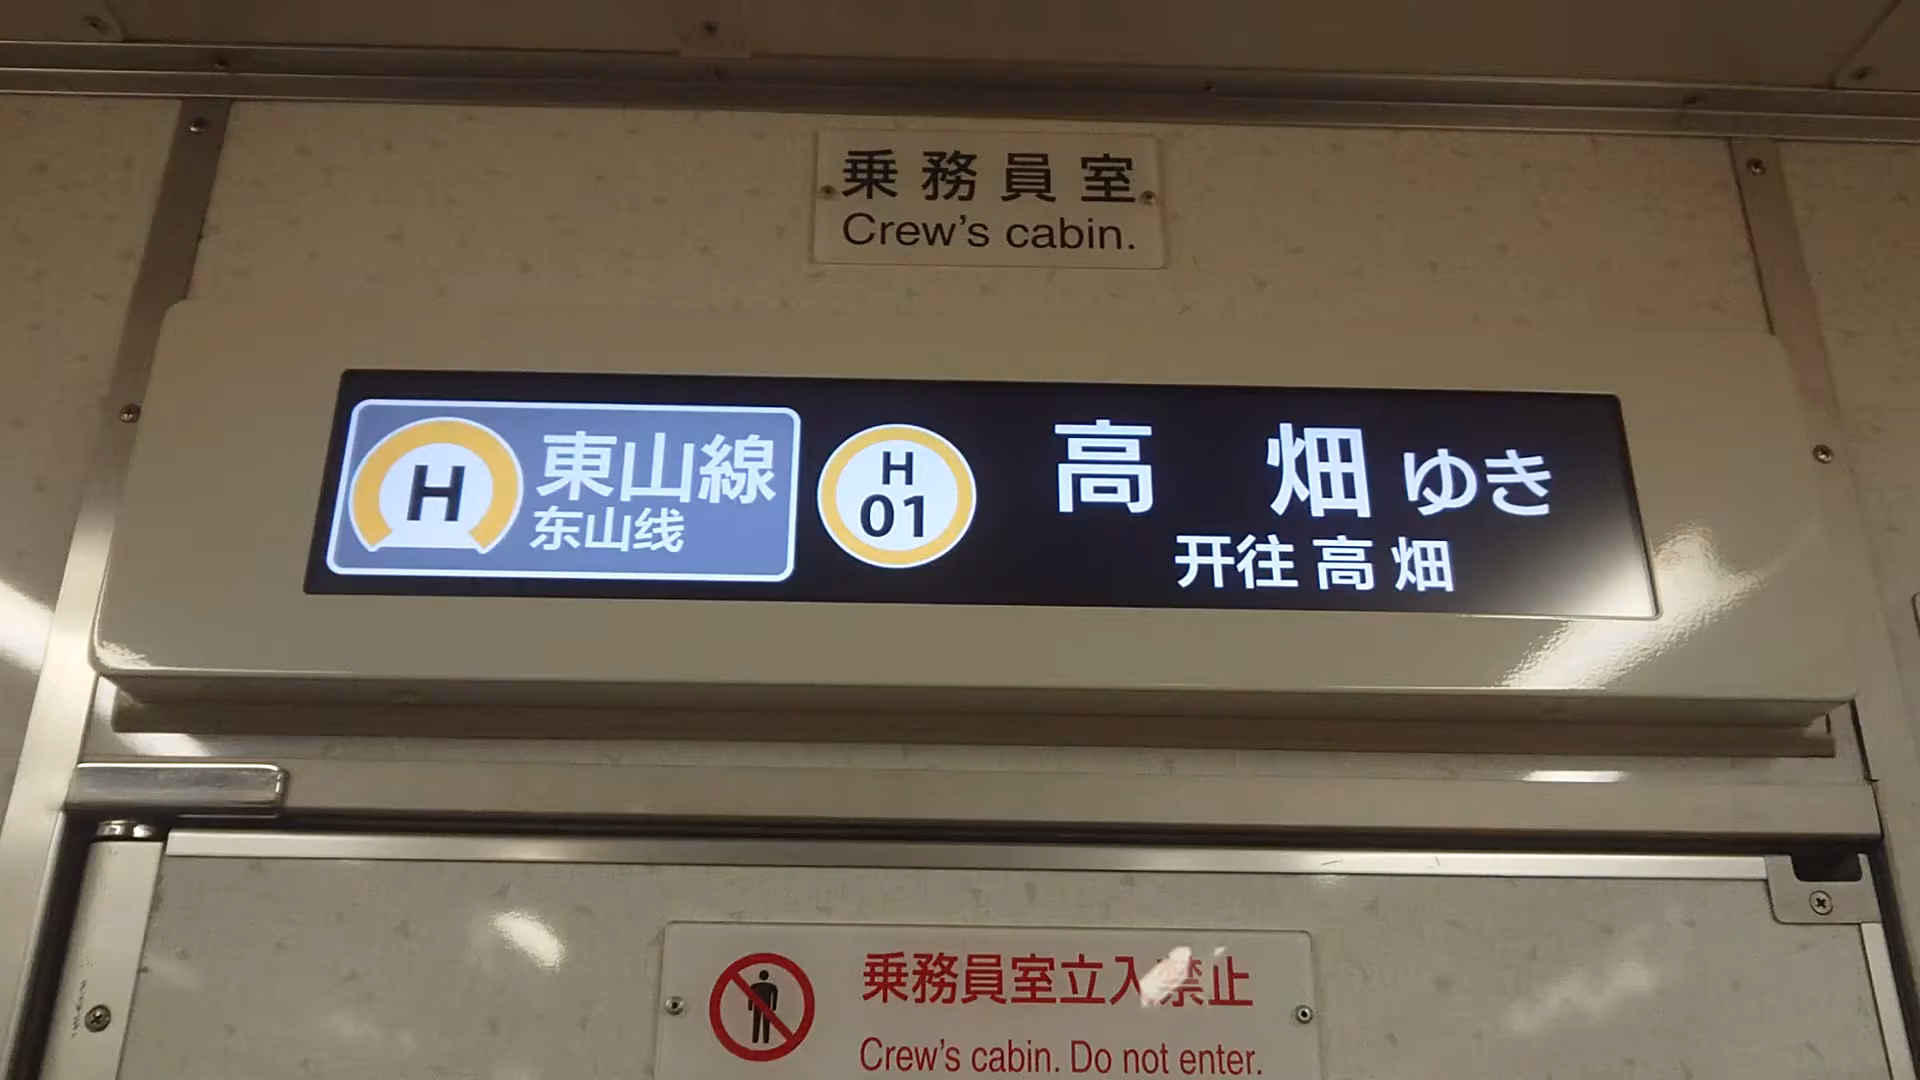 乗務員室
Crew's cabin.
H 東山線
东山线
H
01
高畑ゆき
开往高畑
乗務員室立入禁止
Crew's cabin. Do not enter.